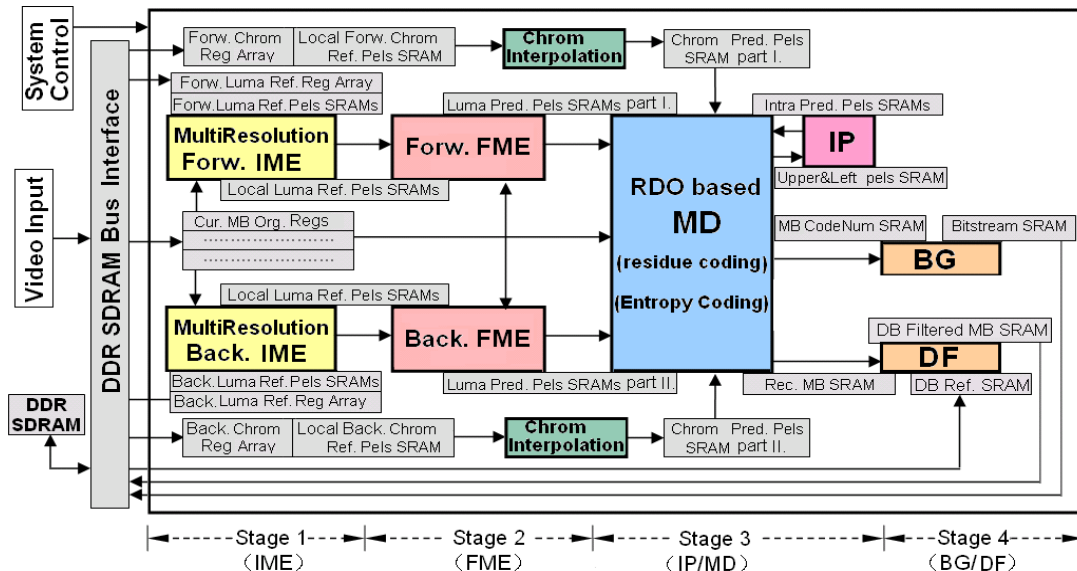 System Control
Video Input
DDR SDRAM
DDR SDRAM Bus Interface
Forw. Chrom Reg Array
Local Forw. Chrom Ref. Pels SRAM
Chrom Interpolation
Chrom Pred. Pels SRAM part I.
Forw. Luma Ref. Reg Array
Forw. Luma Ref. Pels SRAMs
Luma Pred. Pels SRAMs part I.
Intra Pred. Pels SRAMs
MultiResolution
Forw. IME
Forw. FME
RDO based
MD
(residue coding)
(Entropy Coding)
IP
Local Luma Ref. Pels SRAMs
Upper&Left pels SRAM
Cur. MB Org. Regs
........................
........................
MB CodeNum SRAM
Bitstream SRAM
BG
Local Luma Ref. Pels SRAMs
MultiResolution
Back. IME
Back. FME
DB Filtered MB SRAM
DF
Back. Luma Ref. Pels SRAMs
Luma Pred. Pels SRAMs part II.
Rec. MB SRAM
DB Ref. SRAM
Back. Luma Ref. Reg Array
Back. Chrom Reg Array
Local Back. Chrom Ref. Pels SRAM
Chrom Interpolation
Chrom Pred. Pels SRAM part II.
Stage 1
(IME)
Stage 2
(FME)
Stage 3
(IP/MD)
Stage 4
(BG/DF)